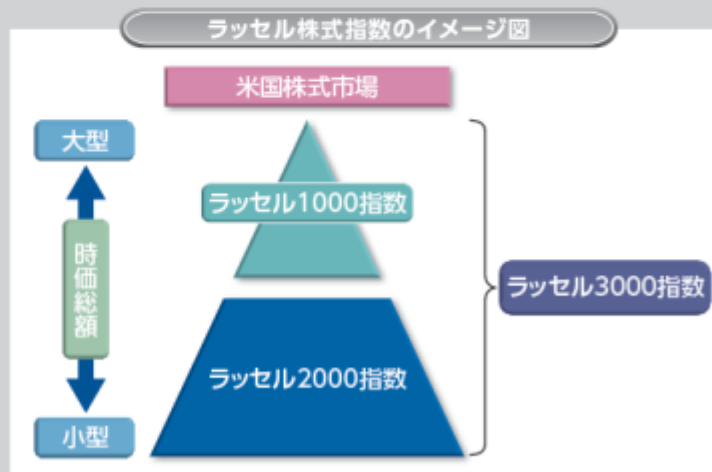 ラッセル株式指数のイメージ図
米国株式市場
大型
ラッセル1000指数
時価総額
ラッセル3000指数
ラッセル2000指数
小型